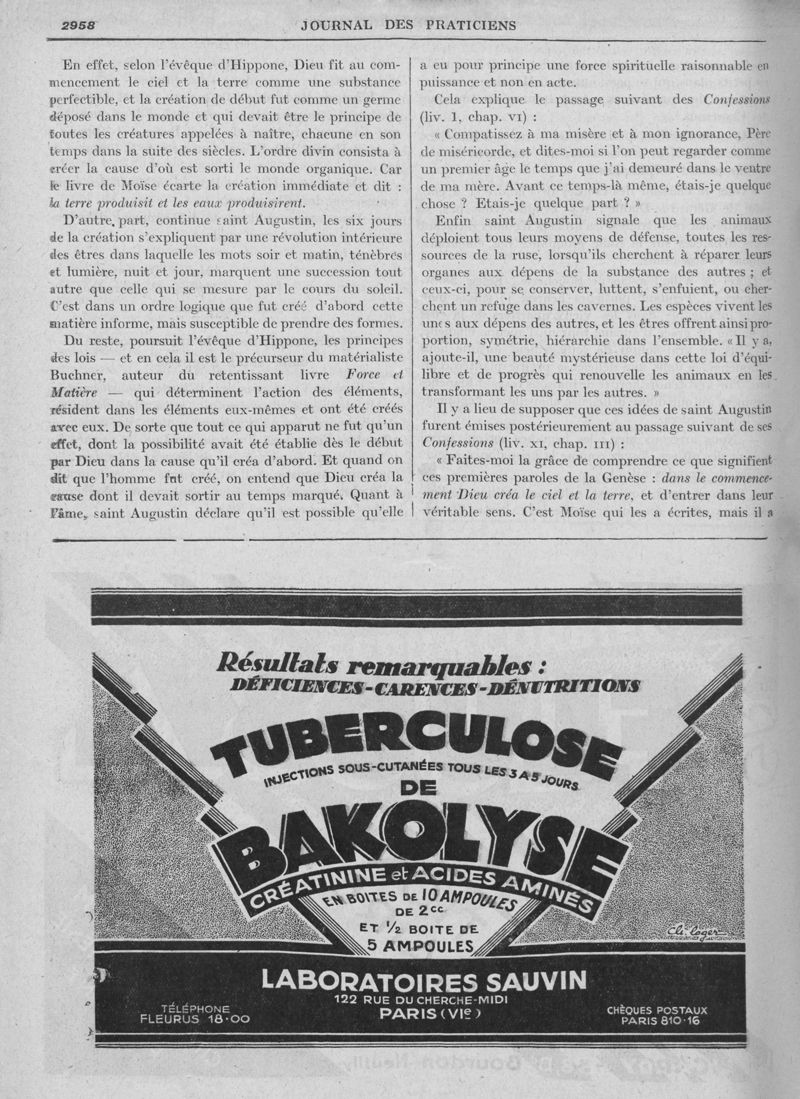 2958
JOURNAL DES PRATICIENS
En effet, selon l'évêque d'Hippone, Dieu fit au com-
mencement le ciel et la terre comme une substance
perfectible, et la création de début fut comme un germe
déposé dans le monde et qui devait être le principe de
toutes les créatures appelées à naître, chacune en son
temps dans la suite des siècles. L'ordre divin consista à
créer la cause d'où est sorti le monde organique. Car
le livre de Moïse écarte la création immédiate et dit :
la terre produisit et les eaux produisirent.
D'autre, part, continue saint Augustin, les six jours
de la création s'expliquent par une révolution intérieure
des êtres dans laquelle les mots soir et matin, ténèbres
et lumière, nuit et jour, marquent une succession tout
autre que celle qui se mesure par le cours du soleil.
C'est dans un ordre logique que fut créé d'abord cette
matière informe, mais susceptible de prendre des formes.
Du reste, poursuit l'évêque d'Hippone, les principes
des lois — et en cela il est le précurseur du matérialiste
Buchner, auteur du retentissant livre Force et
Matière — qui déterminent l'action des éléments,
résident dans les éléments eux-mêmes et ont été créés
avec eux. De sorte que tout ce qui apparut ne fut qu'un
effet, dont la possibilité avait été établie dès le début
par Dieu dans la cause qu'il créa d'abord. Et quand on
dit que l'homme fut créé, on entend que Dieu créa la
cause dont il devait sortir au temps marqué. Quant à
l'âme, saint Augustin déclare qu'il est possible qu'elle
a eu pour principe une force spirituelle raisonnable en
puissance et non en acte.
Cela explique le passage suivant des Confessions
(liv. 1, chap. VI) :
« Compatissez à ma misère et à mon ignorance, Père
de miséricorde, et dites-moi si l'on peut regarder comme
un premier âge le temps que j'ai demeuré dans le ventre
de ma mère. Avant ce temps-là même, étais-je quelque
chose ? Etais-je quelque part ? »
Enfin saint Augustin signale que les animaux
déploient tous leurs moyens de défense, toutes les res-
sources de la ruse, lorsqu'ils cherchent à réparer leurs
organes aux dépens de la substance des autres ; et
ceux-ci, pour se conserver, luttent, s'enfuient, ou cher-
chent un refuge dans les cavernes. Les espèces vivent les
unes aux dépens des autres, et les êtres offrent ainsi pro-
portion, symétrie, hiérarchie dans l'ensemble. « Il y a,
ajoute-il, une beauté mystérieuse dans cette loi d'équi-
libre et de progrès qui renouvelle les animaux en les
transformant les uns par les autres. »
Il y a lieu de supposer que ces idées de saint Augustin
furent émises postérieurement au passage suivant de ses
Confessions (liv. XI, chap. III) :
« Faites-moi la grâce de comprendre ce que signifient
ces premières paroles de la Genèse : dans le commence-
ment Dieu créa le ciel et la terre, et d'entrer dans leur
véritable sens. C'est Moïse qui les a écrites, mais il a
Résultats remarquables :
DÉFICIENCES-CARENCES-DÉNUTRITIONS
TUBERCULOSE
INJECTIONS SOUS-CUTANÉES TOUS LES 3 A 5 JOURS
DE
BAKOLYSE
CRÉATININE et ACIDES AMINÉS
EN BOITES DE 10 AMPOULES
DE 2cc
ET 1/2 BOITE DE
5 AMPOULES
Ch. Loger
LABORATOIRES SAUVIN
122 RUE DU CHERCHE-MIDI
PARIS (VIe)
TÉLÉPHONE
FLEURUS 18-00
CHÈQUES POSTAUX
PARIS 810-16